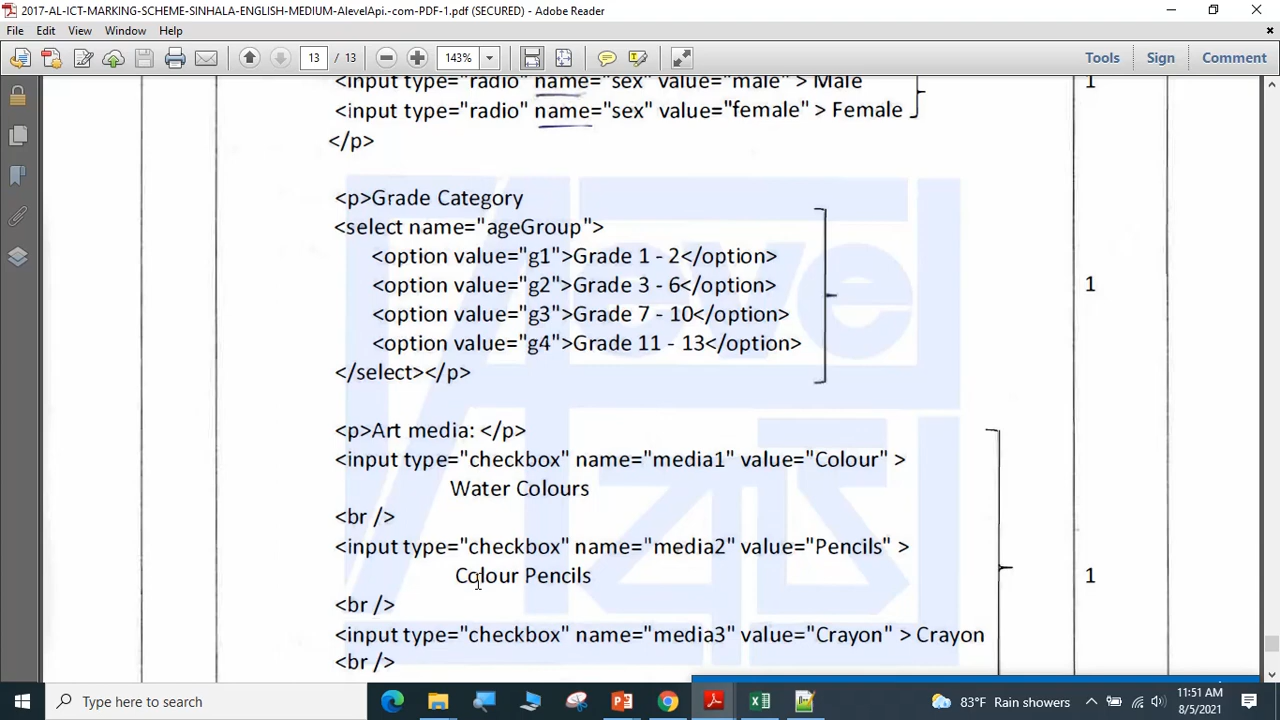 2017-AL-ICT-MARKING-SCHEME-SINHALA-ENGLISH-MEDIUM-AlevelApi.-com-PDF-1.pdf (SECURED) - Adobe Reader
File Edit View Window Help
13 / 13 143% Tools Sign Comment
<input type="radio" name="sex" value="male" > Male 1
<input type="radio" name="sex" value="female" > Female
</p>
<p>Grade Category
<select name="ageGroup">
<option value="g1">Grade 1 - 2</option>
<option value="g2">Grade 3 - 6</option> 1
<option value="g3">Grade 7 - 10</option>
<option value="g4">Grade 11 - 13</option>
</select></p>
<p>Art media: </p>
<input type="checkbox" name="media1" value="Colour" >
Water Colours
<br />
<input type="checkbox" name="media2" value="Pencils" >
Colour Pencils 1
<br />
<input type="checkbox" name="media3" value="Crayon" > Crayon
<br />
Type here to search
83°F Rain showers
11:51 AM
8/5/2021